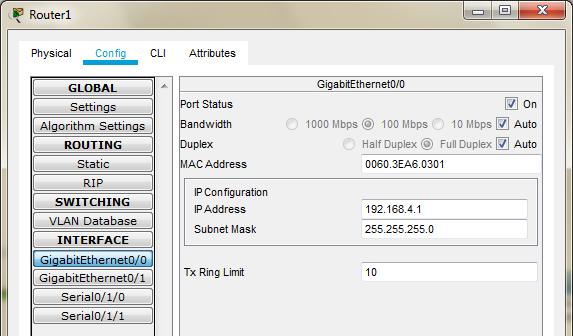 Router1
Physical Config CLI Attributes
GLOBAL
Settings
Algorithm Settings
ROUTING
Static
RIP
SWITCHING
VLAN Database
INTERFACE
GigabitEthernet0/0
GigabitEthernet0/1
Serial0/1/0
Serial0/1/1
GigabitEthernet0/0
Port Status On
Bandwidth 1000 Mbps 100 Mbps 10 Mbps Auto
Duplex Half Duplex Full Duplex Auto
MAC Address 0060.3EA6.0301
IP Configuration
IP Address 192.168.4.1
Subnet Mask 255.255.255.0
Tx Ring Limit 10